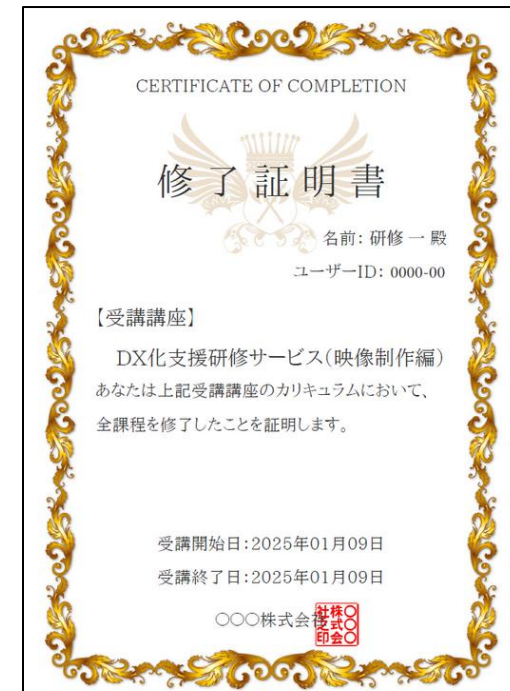 CERTIFICATE OF COMPLETION
修了証明書
名前: 研修 一 殿
ユーザーID: 0000-00
【受講講座】
DX化支援研修サービス(映像制作編)
あなたは上記受講講座のカリキュラムにおいて、
全課程を修了したことを証明します。
受講開始日:2025年01月09日
受講終了日:2025年01月09日
○○○株式会社
○○○株式会社之印